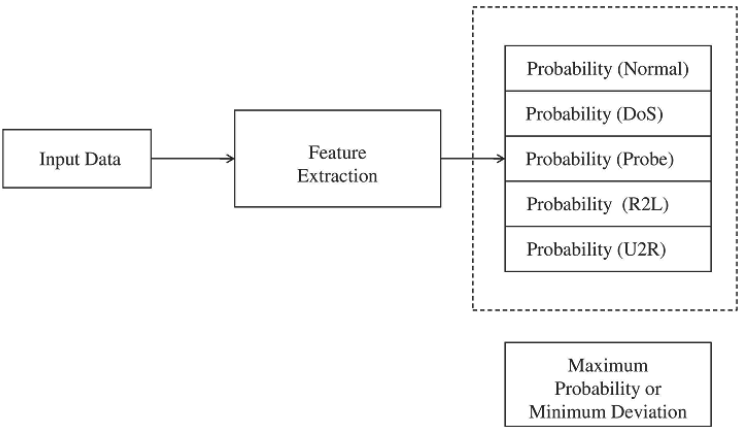 Input Data
Feature
Extraction
Probability (Normal)
Probability (DoS)
Probability (Probe)
Probability (R2L)
Probability (U2R)
Maximum
Probability or
Minimum Deviation